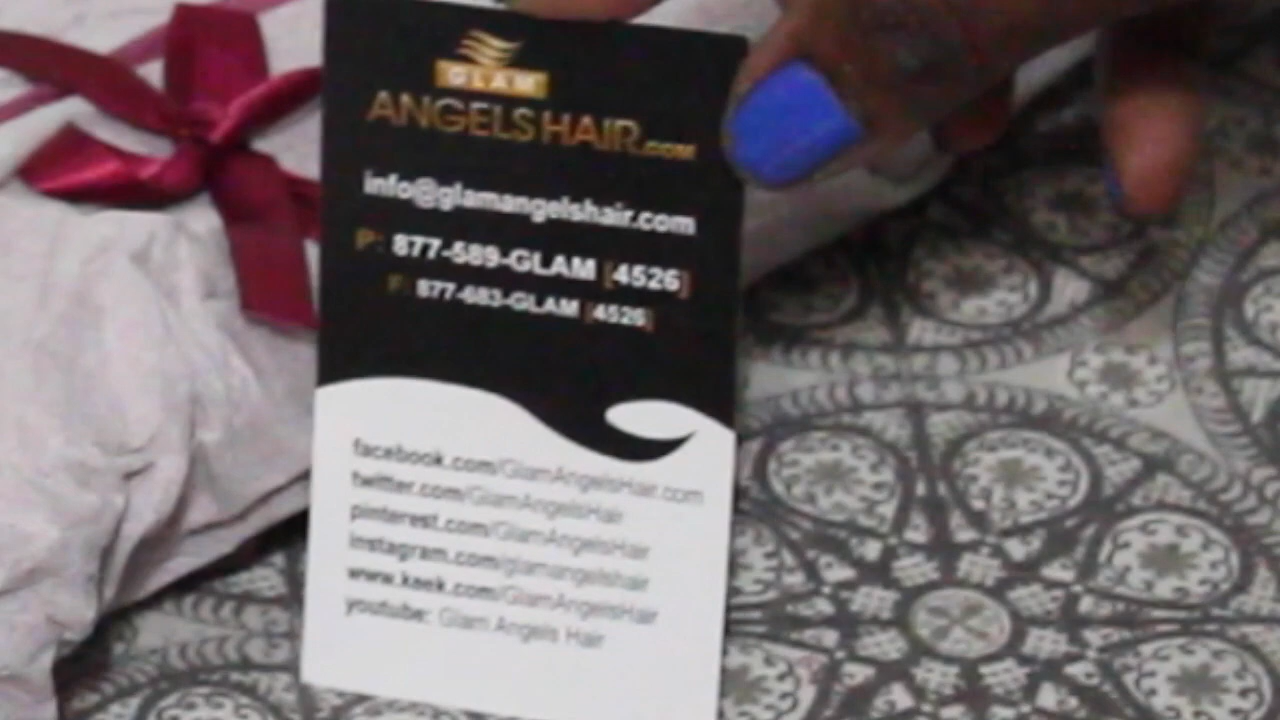 GLAM
ANGELSHAIR.com
info@glamangelshair.com
P: 877-589-GLAM [4526]
F: 877-683-GLAM [4526]
facebook.com/GlamAngelsHair.com
twitter.com/GlamAngelsHair
pinterest.com/GlamAngelsHair
instagram.com/glamangelshair
www.keek.com/GlamAngelsHair
youtube: Glam Angels Hair